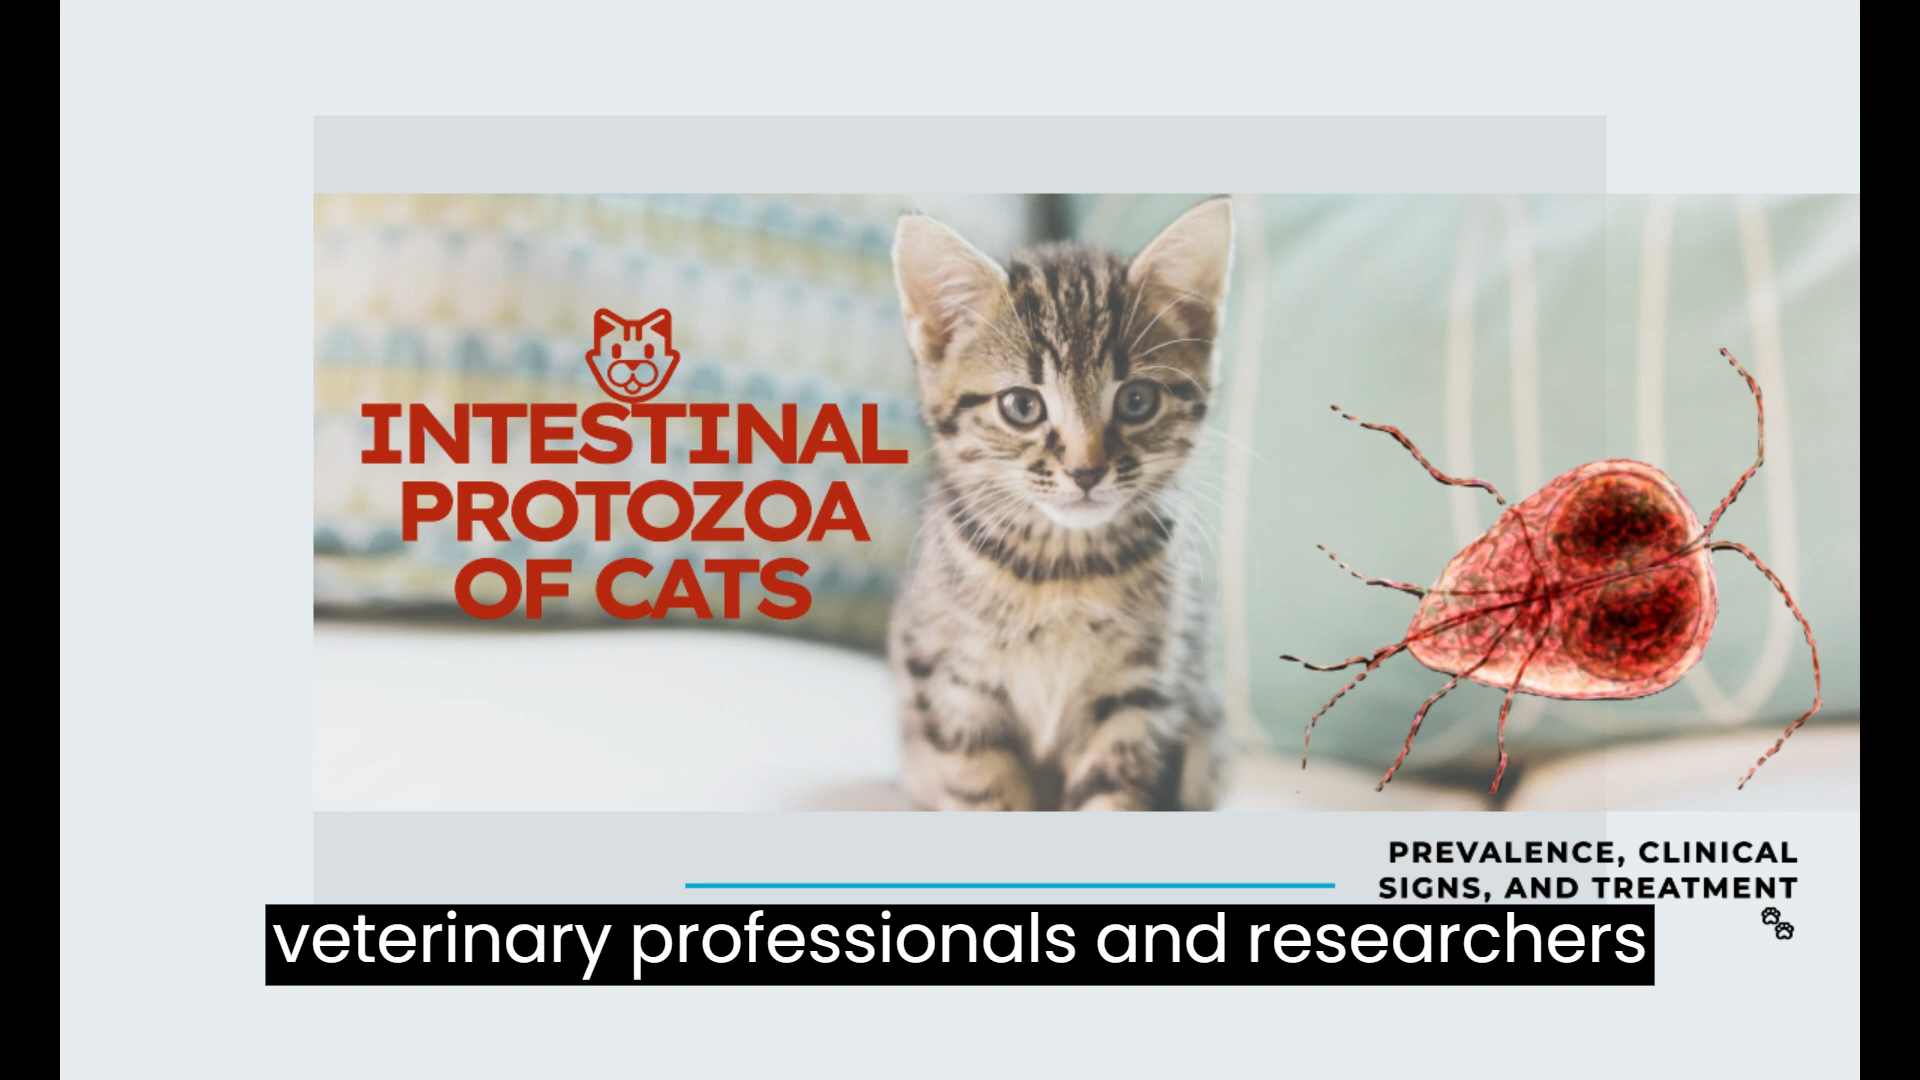 INTESTINAL
PROTOZOA
OF CATS
PREVALENCE, CLINICAL
SIGNS, AND TREATMENT
veterinary professionals and researchers